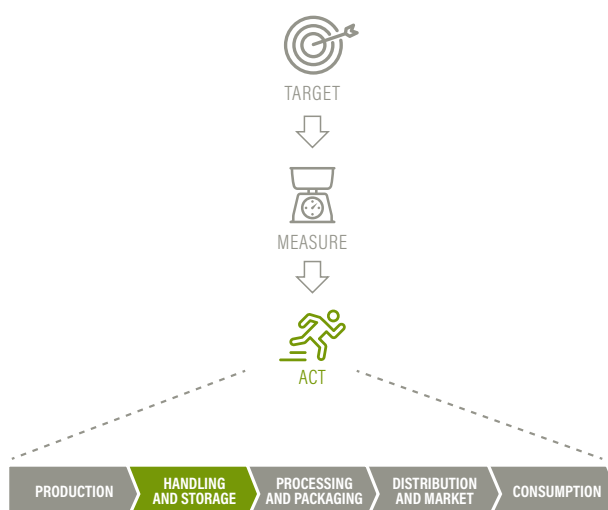 TARGET
MEASURE
ACT
PRODUCTION
HANDLING
AND STORAGE
PROCESSING
AND PACKAGING
DISTRIBUTION
AND MARKET
CONSUMPTION